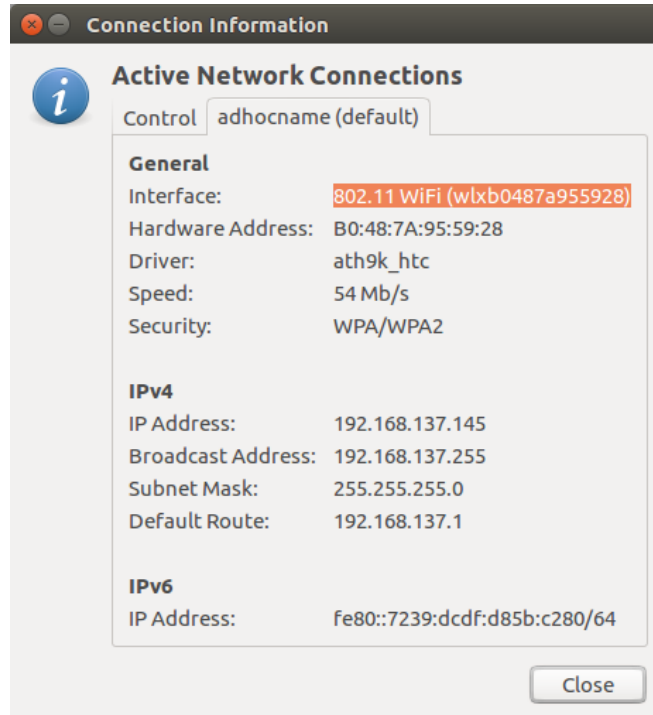 Connection Information
Active Network Connections
Control adhocname (default)
General
Interface: 802.11 WiFi (wlxb0487a955928)
Hardware Address: B0:48:7A:95:59:28
Driver: ath9k_htc
Speed: 54 Mb/s
Security: WPA/WPA2
IPv4
IP Address: 192.168.137.145
Broadcast Address: 192.168.137.255
Subnet Mask: 255.255.255.0
Default Route: 192.168.137.1
IPv6
IP Address: fe80::7239:dcdf:d85b:c280/64
Close